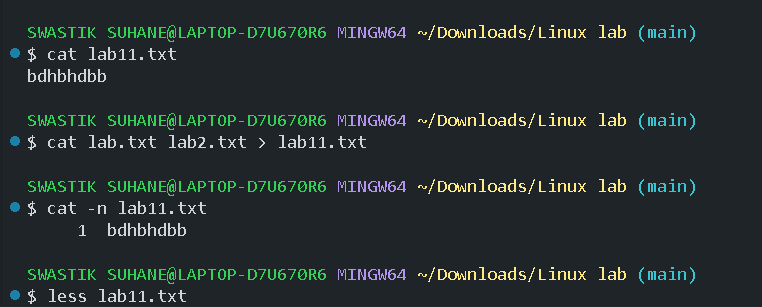 SWASTIK SUHANE@LAPTOP-D7U670R6 MINGW64 ~/Downloads/Linux lab (main)
$ cat lab11.txt
bdhbhdbb
SWASTIK SUHANE@LAPTOP-D7U670R6 MINGW64 ~/Downloads/Linux lab (main)
$ cat lab.txt lab2.txt > lab11.txt
SWASTIK SUHANE@LAPTOP-D7U670R6 MINGW64 ~/Downloads/Linux lab (main)
$ cat -n lab11.txt
     1  bdhbhdbb
SWASTIK SUHANE@LAPTOP-D7U670R6 MINGW64 ~/Downloads/Linux lab (main)
$ less lab11.txt